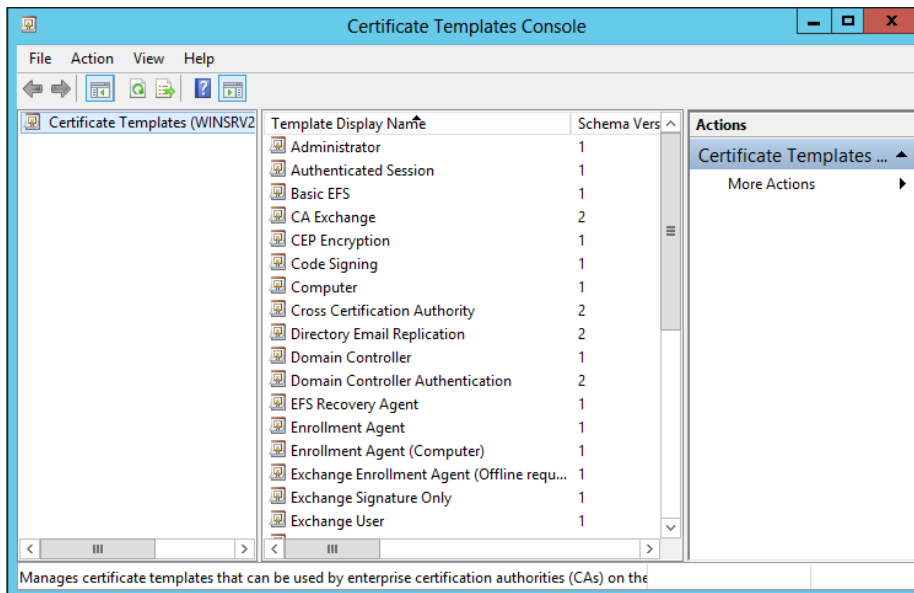 Certificate Templates Console
File Action View Help
Certificate Templates (WINSRV2
Template Display Name Schema Vers
Administrator 1
Authenticated Session 1
Basic EFS 1
CA Exchange 2
CEP Encryption 1
Code Signing 1
Computer 1
Cross Certification Authority 2
Directory Email Replication 2
Domain Controller 1
Domain Controller Authentication 2
EFS Recovery Agent 1
Enrollment Agent 1
Enrollment Agent (Computer) 1
Exchange Enrollment Agent (Offline requ... 1
Exchange Signature Only 1
Exchange User 1
Actions
Certificate Templates ...
More Actions
Manages certificate templates that can be used by enterprise certification authorities (CAs) on the